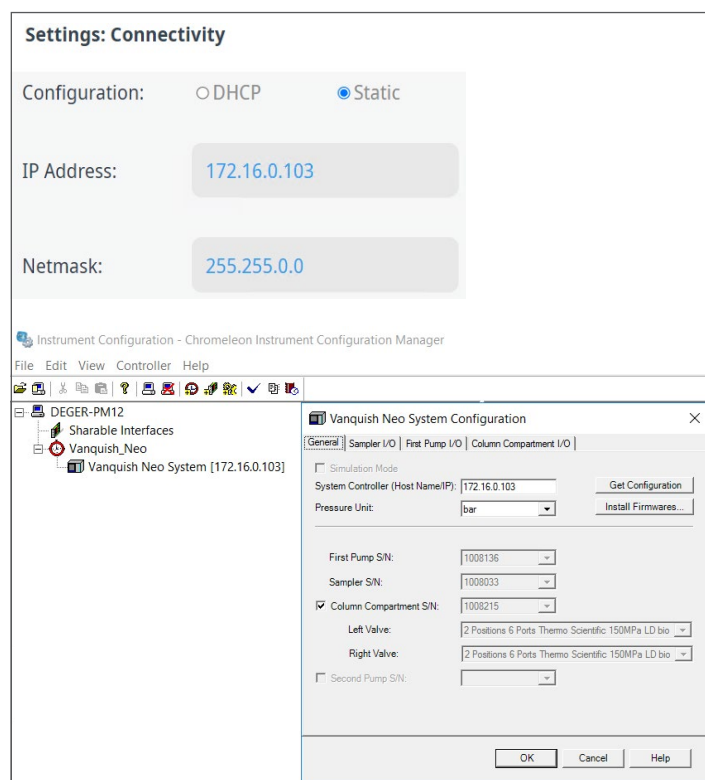 Settings: Connectivity
Configuration: DHCP Static
IP Address: 172.16.0.103
Netmask: 255.255.0.0
Instrument Configuration - Chromeleon Instrument Configuration Manager
File Edit View Controller Help
DEGER-PM12
Sharable Interfaces
Vanquish_Neo
Vanquish Neo System [172.16.0.103]
Vanquish Neo System Configuration
General Sampler I/O First Pump I/O Column Compartment I/O
Simulation Mode
System Controller (Host Name/IP): 172.16.0.103 Get Configuration
Pressure Unit: bar Install Firmwares...
First Pump S/N: 1008136
Sampler S/N: 1008033
Column Compartment S/N: 1008215
Left Valve: 2 Positions 6 Ports Thermo Scientific 150MPa LD bio
Right Valve: 2 Positions 6 Ports Thermo Scientific 150MPa LD bio
Second Pump S/N:
OK Cancel Help